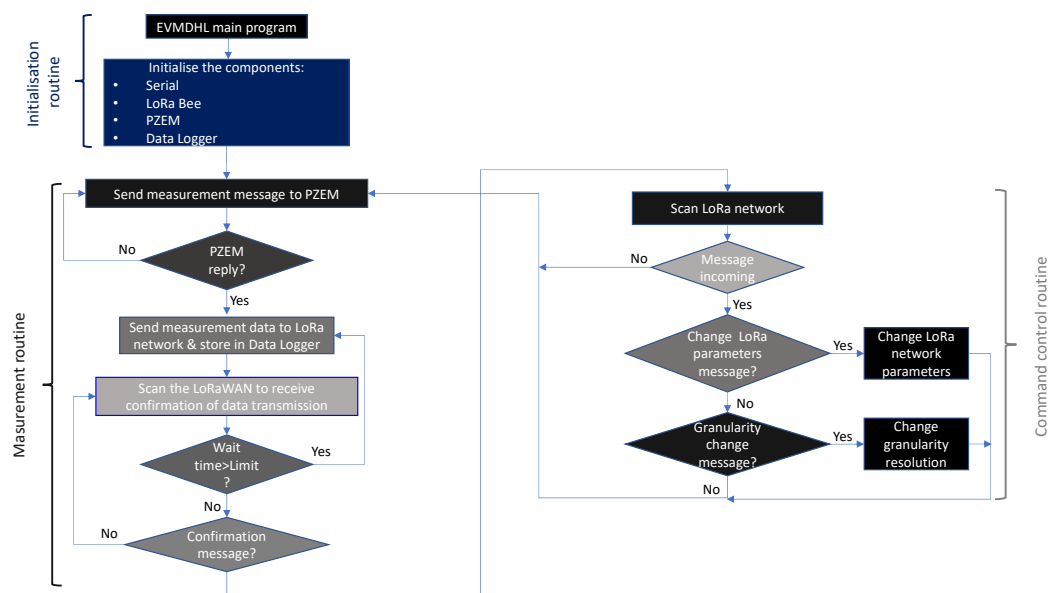 EVMDHL main program
Initialisation
routine
Initialise the components:
• Serial
• LoRa Bee
• PZEM
• Data Logger
Masurement routine
Send measurement message to PZEM
No
PZEM
reply?
Yes
Send measurement data to LoRa
network & store in Data Logger
Scan the LoRaWAN to receive
confirmation of data transmission
Wait
time>Limit
?
Yes
No
No
Confirmation
message?
Scan LoRa network
No
Message
incoming
Yes
Change LoRa
parameters
message?
Yes
Change LoRa
network
parameters
No
Granularity
change
message?
Yes
Change
granularity
resolution
No
Command control routine